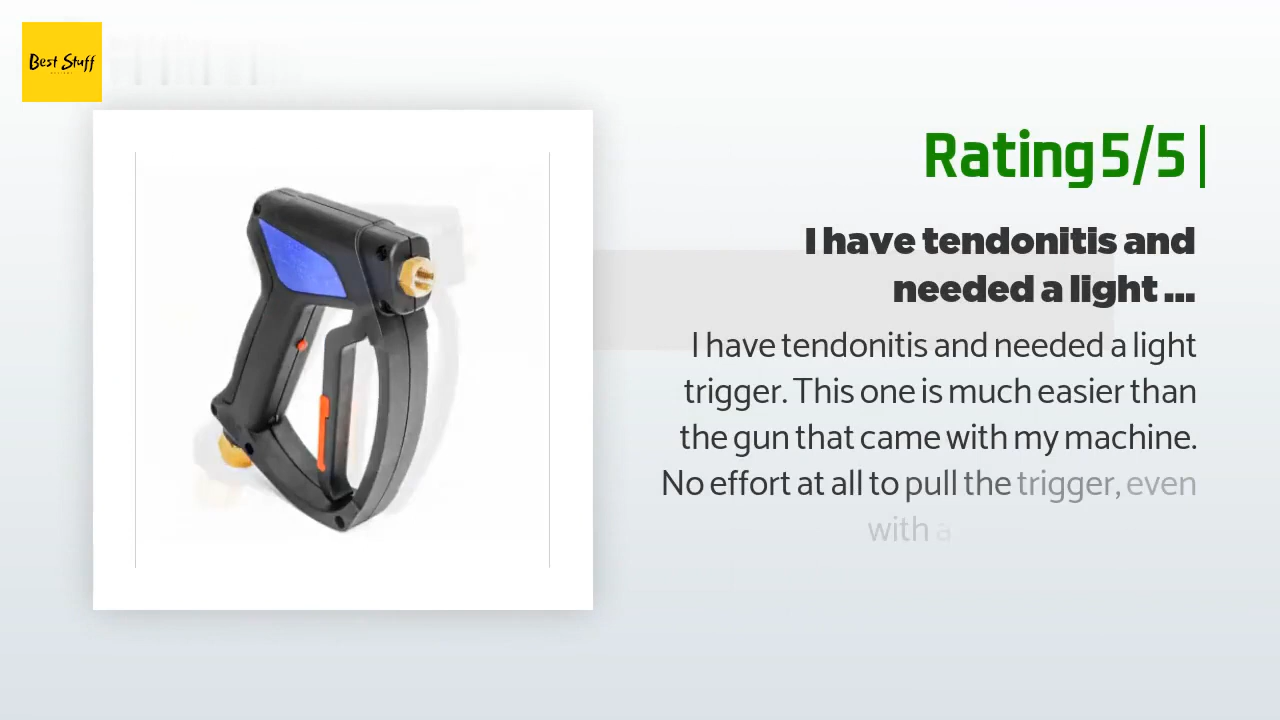 Best Stuff
Rating 5/5
I have tendonitis and
needed a light ...
I have tendonitis and needed a light
trigger. This one is much easier than
the gun that came with my machine.
No effort at all to pull the trigger, even
with a